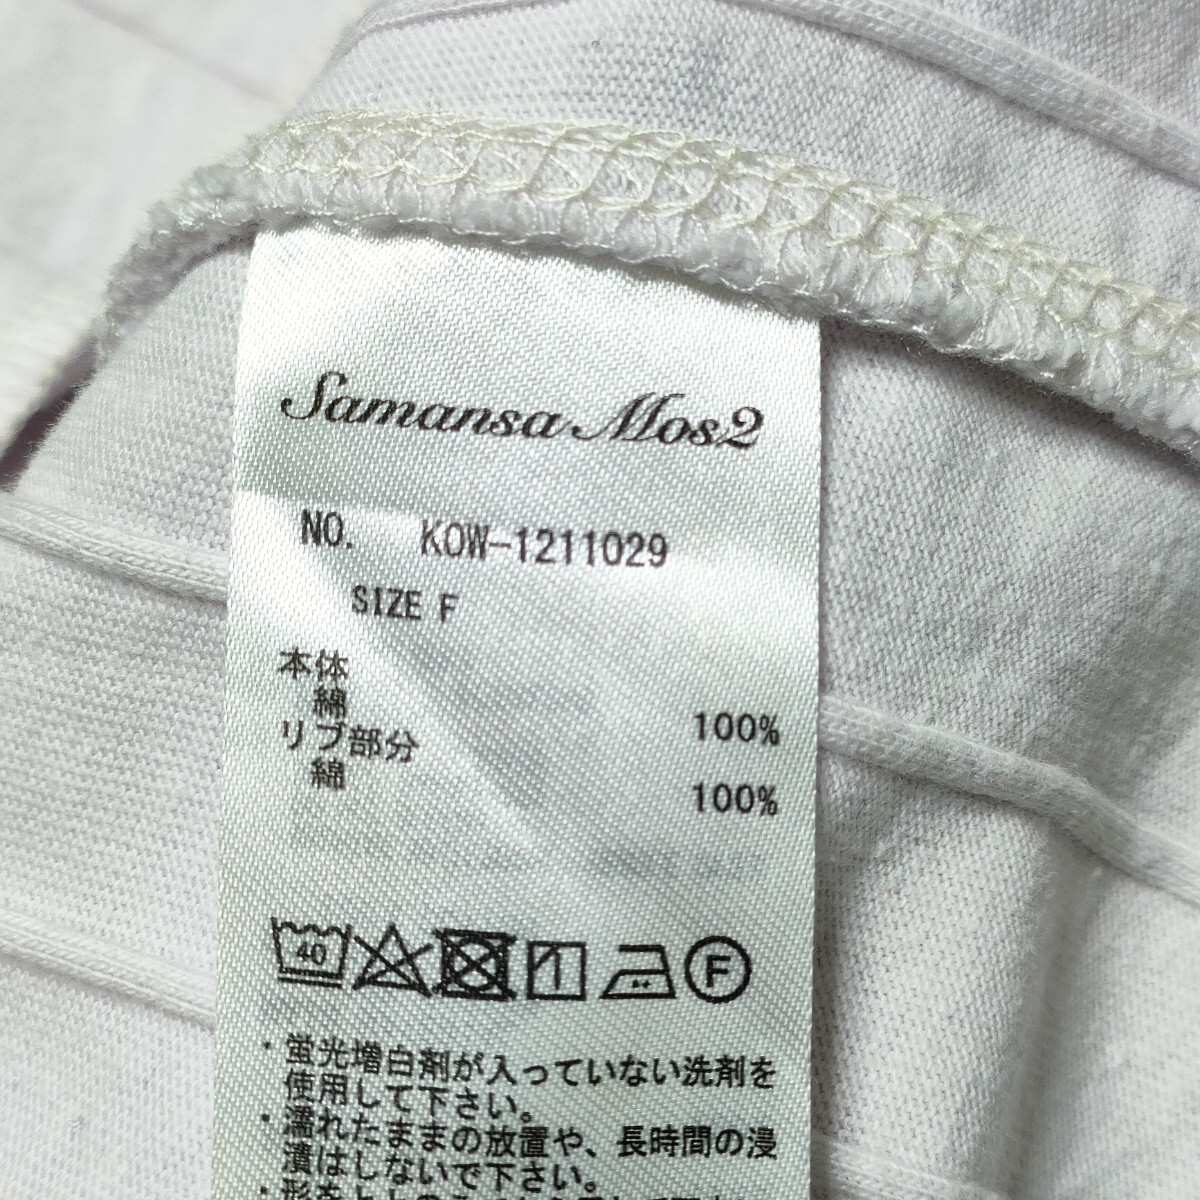 Samansa Mos2
NO. KOW-1211029
SIZE F
本体
綿 100%
リブ部分
綿 100%
40
F
・蛍光増白剤が入っていない洗剤を
使用して下さい。
・濡れたままの放置や、長時間の浸
漬はしないで下さい。